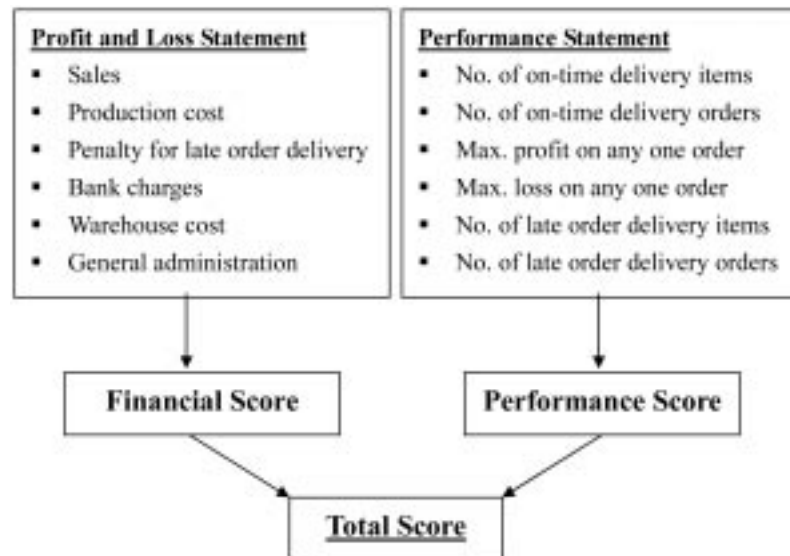 Profit and Loss Statement
Sales
Production cost
Penalty for late order delivery
Bank charges
Warehouse cost
General administration
Performance Statement
No. of on-time delivery items
No. of on-time delivery orders
Max. profit on any one order
Max. loss on any one order
No. of late order delivery items
No. of late order delivery orders
Financial Score
Performance Score
Total Score